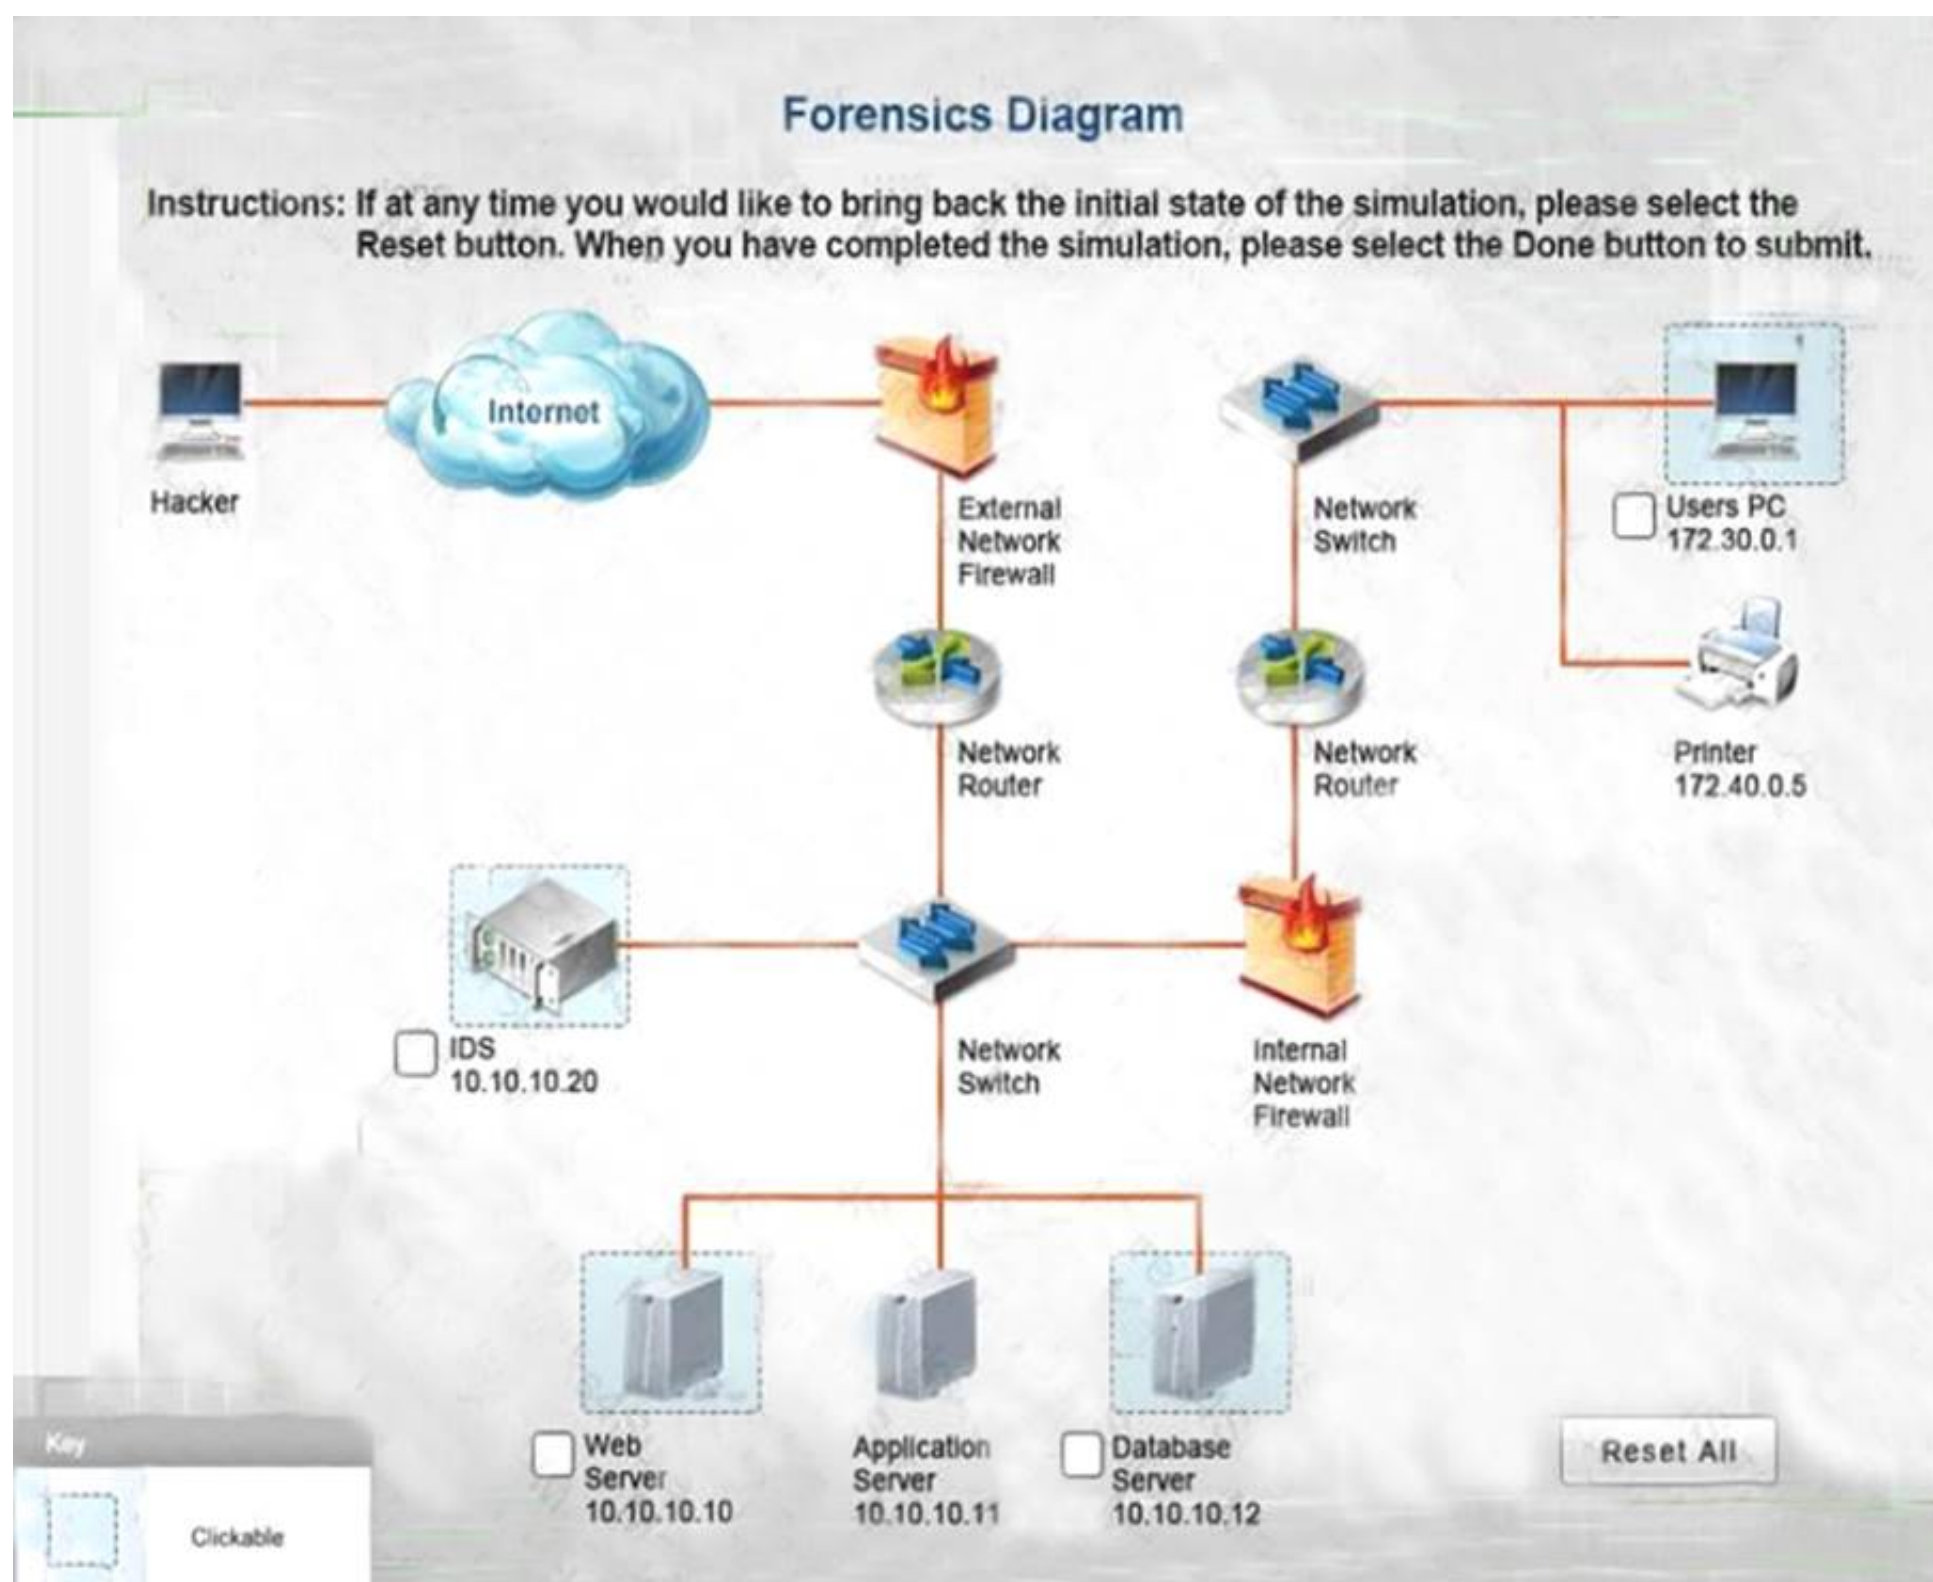 Forensics Diagram
Instructions: If at any time you would like to bring back the initial state of the simulation, please select the
Reset button. When you have completed the simulation, please select the Done button to submit.
Internet
Hacker
External
Network
Firewall
Network
Switch
Users PC
172.30.0.1
Network
Router
Network
Router
Printer
172.40.0.5
IDS
10.10.10.20
Network
Switch
Internal
Network
Firewall
Web
Server
10.10.10.10
Application
Server
10.10.10.11
Database
Server
10.10.10.12
Reset All
Key
Clickable